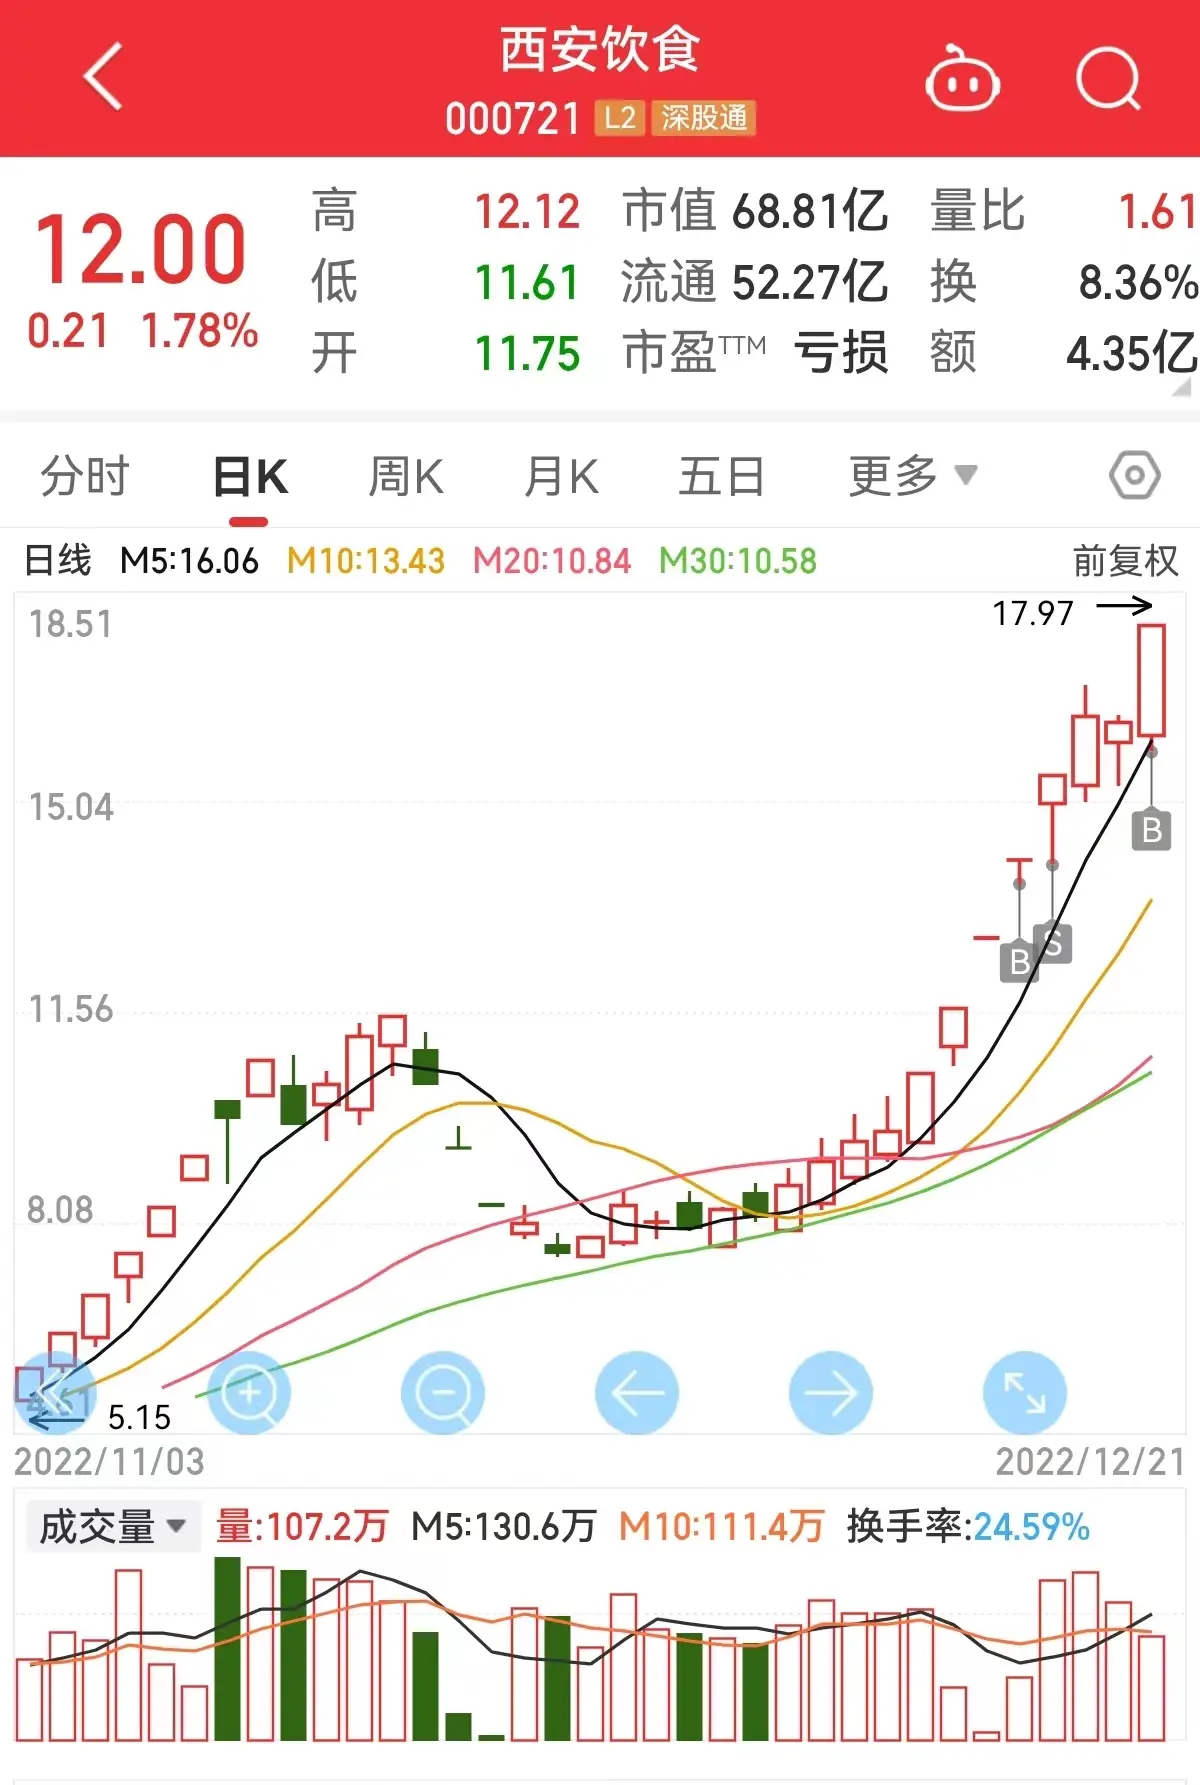 西安饮食
000721 L2 深股通
12.00
0.21 1.78%
高 12.12 市值 68.81亿 量比 1.61
低 11.61 流通 52.27亿 换 8.36%
开 11.75 市盈TTM 亏损 额 4.35亿
分时 日K 周K 月K 五日 更多
日线 M5:16.06 M10:13.43 M20:10.84 M30:10.58 前复权
18.51
17.97
15.04
B
B
S
11.56
8.08
4.61
5.15
2022/11/03 2022/12/21
成交量 量:107.2万 M5:130.6万 M10:111.4万 换手率:24.59%